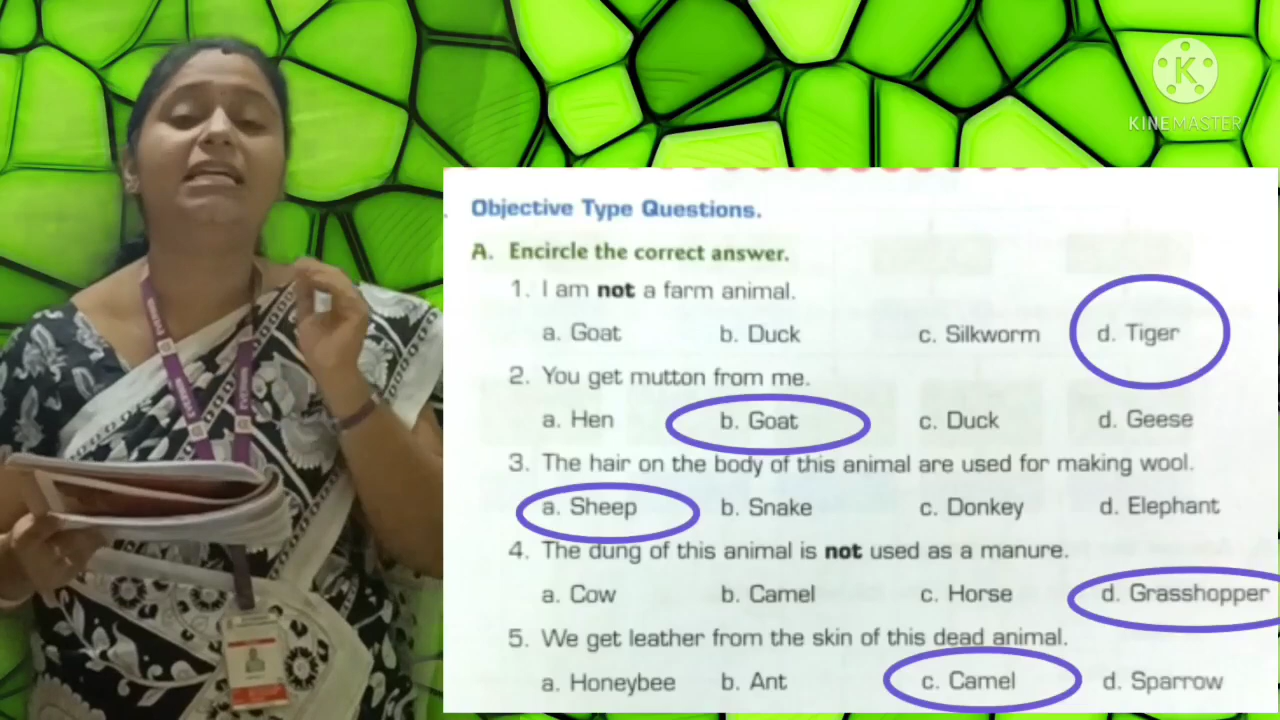 K
KINEMASTER
Objective Type Questions.
A. Encircle the correct answer.
1. I am not a farm animal.
a. Goat b. Duck c. Silkworm d. Tiger
2. You get mutton from me.
a. Hen b. Goat c. Duck d. Geese
3. The hair on the body of this animal are used for making wool.
a. Sheep b. Snake c. Donkey d. Elephant
4. The dung of this animal is not used as a manure.
a. Cow b. Camel c. Horse d. Grasshopper
5. We get leather from the skin of this dead animal.
a. Honeybee b. Ant c. Camel d. Sparrow